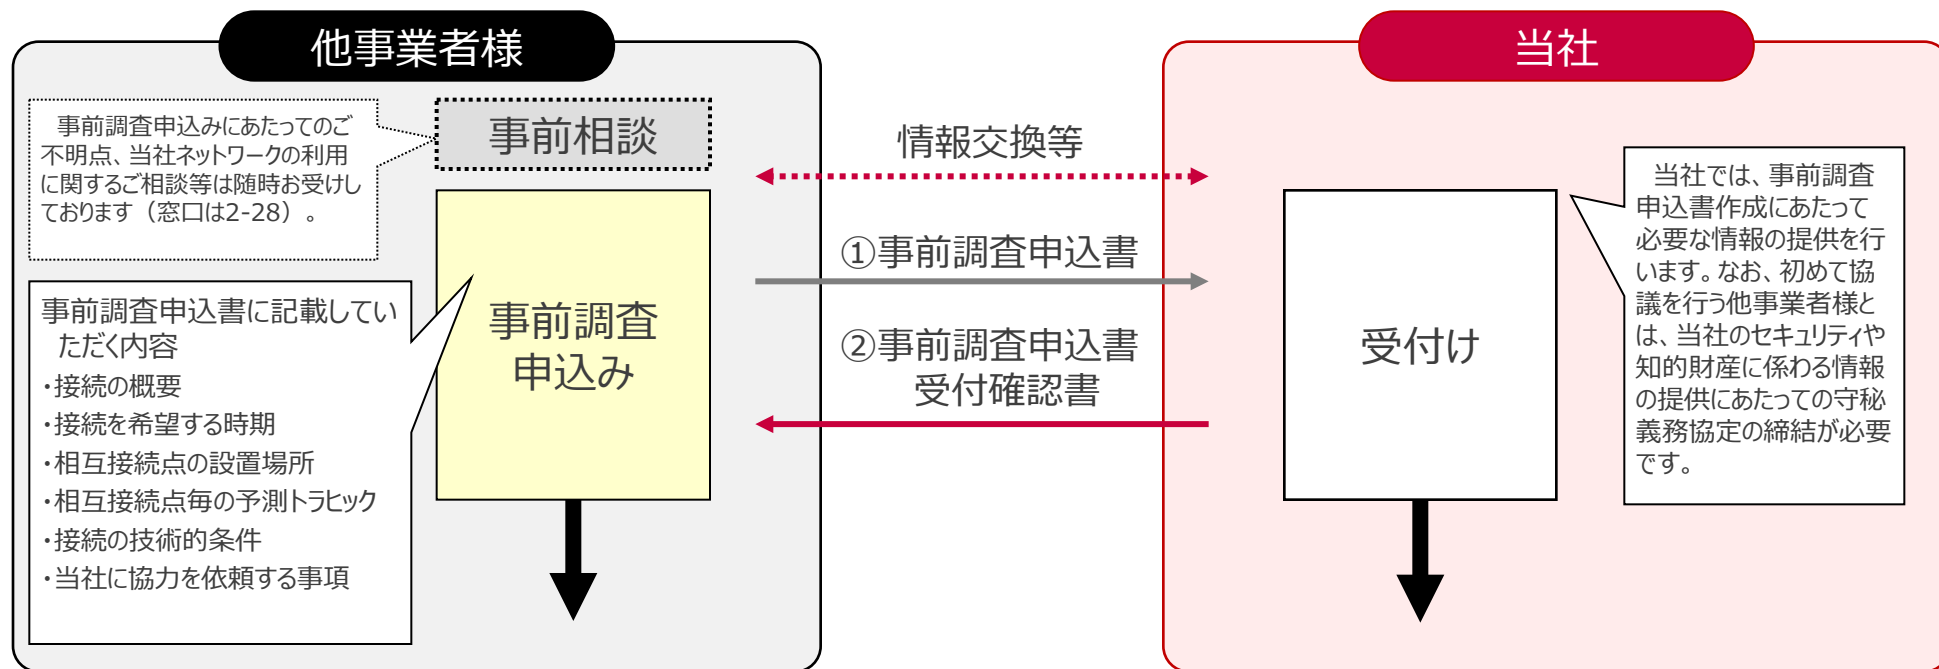 他事業者様
当社
事前調査申込みにあたってのご
不明点、当社ネットワークの利用
に関するご相談等は随時お受けし
ております（窓口は2-28）。
事前相談
情報交換等
①事前調査申込書
②事前調査申込書
受付確認書
事前調査申込書に記載してい
ただく内容
・接続の概要
・接続を希望する時期
・相互接続点の設置場所
・相互接続点毎の予測トラヒック
・接続の技術的条件
・当社に協力を依頼する事項
事前調査
申込み
受付け
当社では、事前調査
申込書作成にあたって
必要な情報の提供を行
います。なお、初めて協
議を行う他事業者様と
は、当社のセキュリティや
知的財産に係わる情報
の提供にあたっての守秘
義務協定の締結が必要
です。